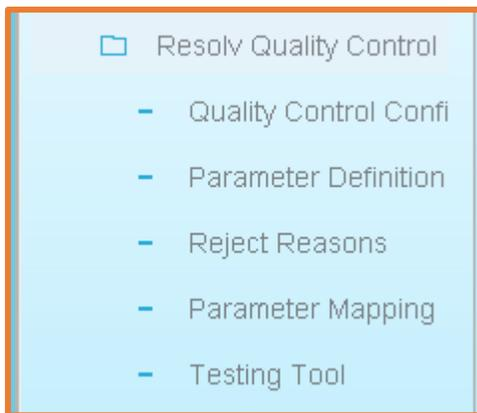 Resolv Quality Control
Quality Control Confi
Parameter Definition
Reject Reasons
Parameter Mapping
Testing Tool